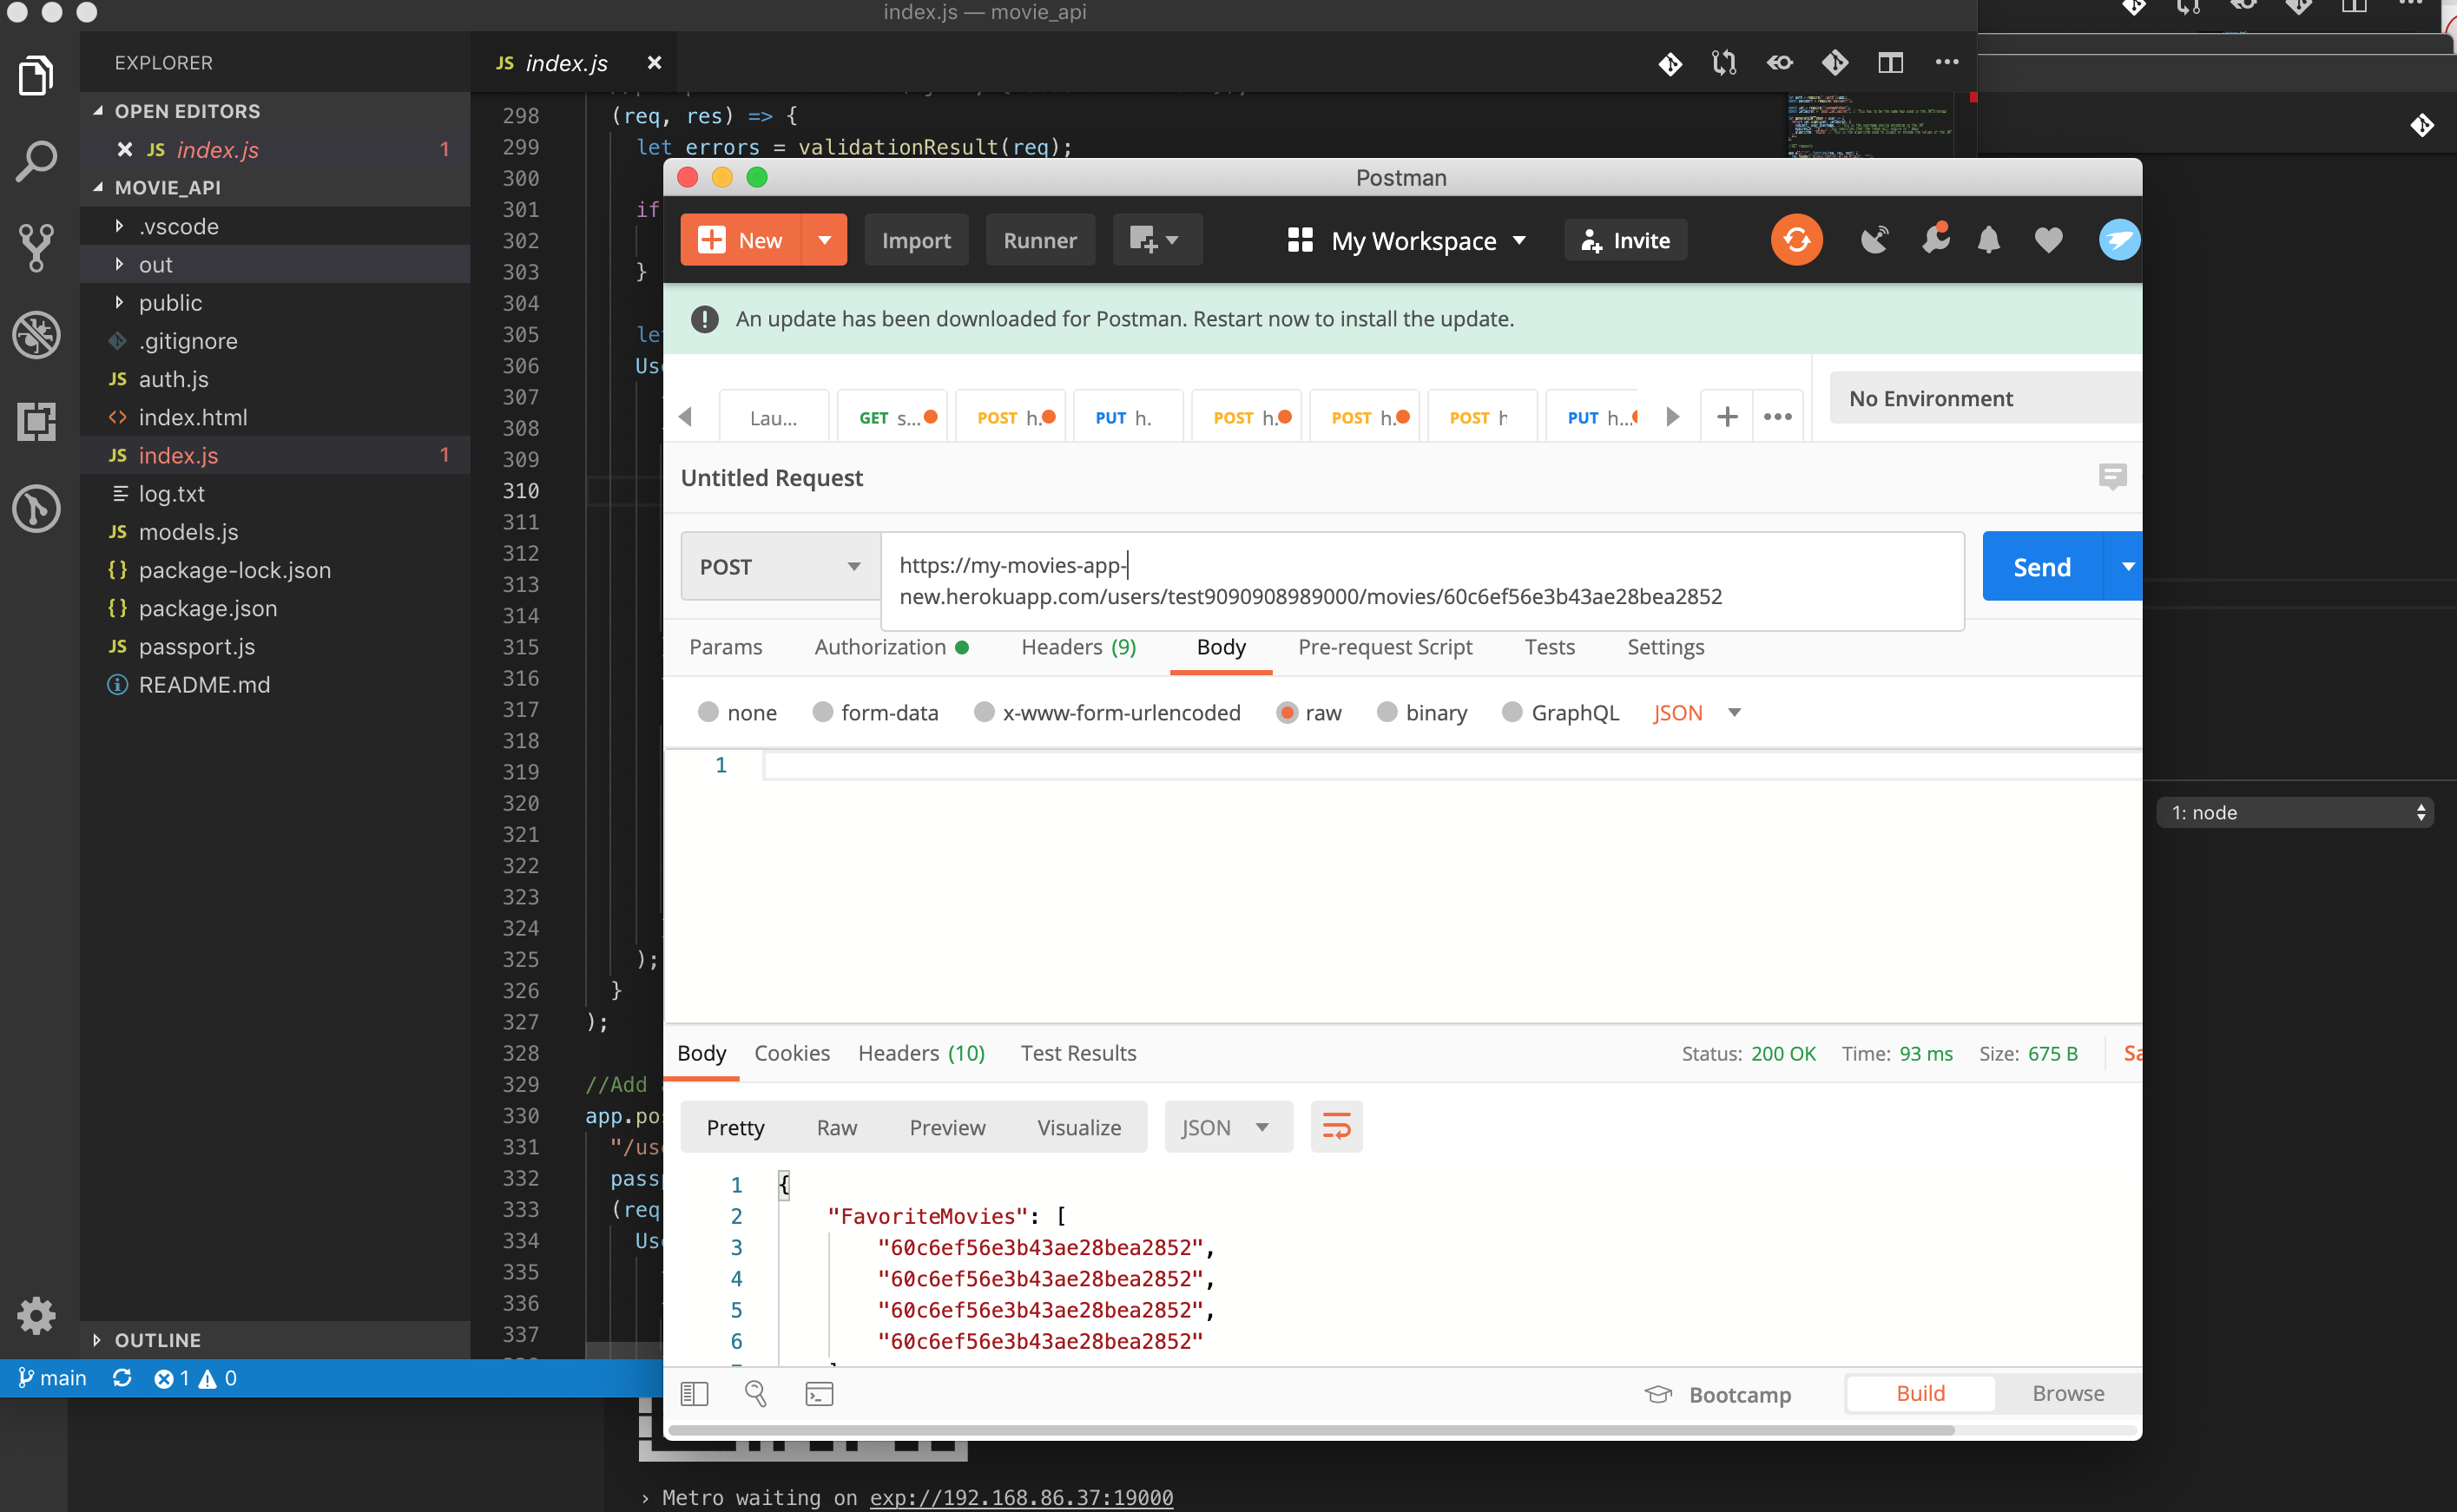 index.js — movie_api
EXPLORER
OPEN EDITORS
JS index.js 1
MOVIE_API
.vscode
out
public
.gitignore
JS auth.js
<> index.html
JS index.js 1
log.txt
JS models.js
{} package-lock.json
{} package.json
JS passport.js
README.md
OUTLINE
main 1 0
JS index.js
298 (req, res) => {
299 let errors = validationResult(req);
300
301 if
302
303 }
304
305 le
306 Use
307
308
309
310
311
312
313
314
315
316
317
318
319
320
321
322
323
324
325 );
326 }
327 );
328
329 //Add
330 app.pos
331 "/use
332 passp
333 (req
334 Use
335
336
337
Postman
New Import Runner My Workspace Invite
An update has been downloaded for Postman. Restart now to install the update.
Lau... GET s... POST h. PUT h. POST h. POST h. POST h PUT h... No Environment
Untitled Request
POST https://my-movies-app-
new.herokuapp.com/users/test9090908989000/movies/60c6ef56e3b43ae28bea2852
Send
Params Authorization Headers (9) Body Pre-request Script Tests Settings
none form-data x-www-form-urlencoded raw binary GraphQL JSON
1
Body Cookies Headers (10) Test Results Status: 200 OK Time: 93 ms Size: 675 B Sa
Pretty Raw Preview Visualize JSON
1 {
2 "FavoriteMovies": [
3 "60c6ef56e3b43ae28bea2852",
4 "60c6ef56e3b43ae28bea2852",
5 "60c6ef56e3b43ae28bea2852",
6 "60c6ef56e3b43ae28bea2852"
Bootcamp Build Browse
1: node
› Metro waiting on exp://192.168.86.37:19000